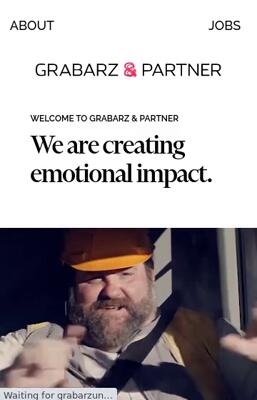 ABOUT
JOBS
GRABARZ & PARTNER
WELCOME TO GRABARZ & PARTNER
We are creating
emotional impact.
Waiting for grabarzun...